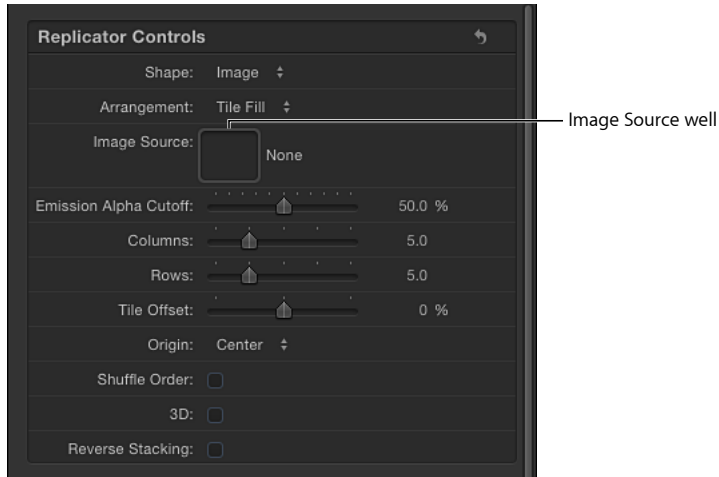 Replicator Controls
Shape: Image
Arrangement: Tile Fill
Image Source well
Image Source:
None
Emission Alpha Cutoff: 50.0 %
Columns: 5.0
Rows: 5.0
Tile Offset: 0 %
Origin: Center
Shuffle Order:
3D:
Reverse Stacking: